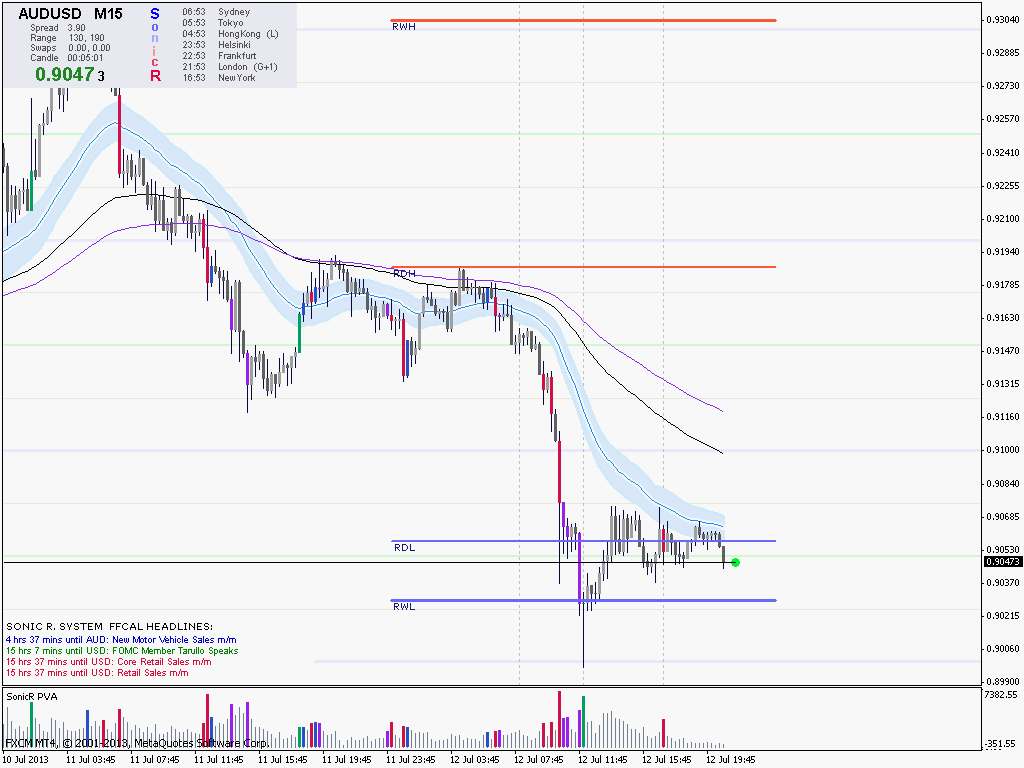 AUDUSD M15
Spread 3.90
Range 130, 190
Swaps 0.00, 0.00
Candle 00:05:01
0.90473
S
o
n
i
c
R
06:53 Sydney
05:53 Tokyo
04:53 HongKong (L)
23:53 Helsinki
22:53 Frankfurt
21:53 London (G+1)
16:53 NewYork
RWH
RDH
RDL
RWL
0.93040
0.92885
0.92730
0.92570
0.92410
0.92255
0.92100
0.91940
0.91785
0.91630
0.91470
0.91315
0.91160
0.91000
0.90840
0.90685
0.90530
0.90473
0.90370
0.90215
0.90060
0.89900
SONIC R. SYSTEM FFCAL HEADLINES:
4 hrs 37 mins until AUD: New Motor Vehicle Sales m/m
15 hrs 7 mins until USD: FOMC Member Tarullo Speaks
15 hrs 37 mins until USD: Core Retail Sales m/m
15 hrs 37 mins until USD: Retail Sales m/m
SonicR PVA
7382.55
-351.55
FXCM MT4, © 2001-2013, MetaQuotes Software Corp.
10 Jul 2013
11 Jul 03:45
11 Jul 07:45
11 Jul 11:45
11 Jul 15:45
11 Jul 19:45
11 Jul 23:45
12 Jul 03:45
12 Jul 07:45
12 Jul 11:45
12 Jul 15:45
12 Jul 19:45